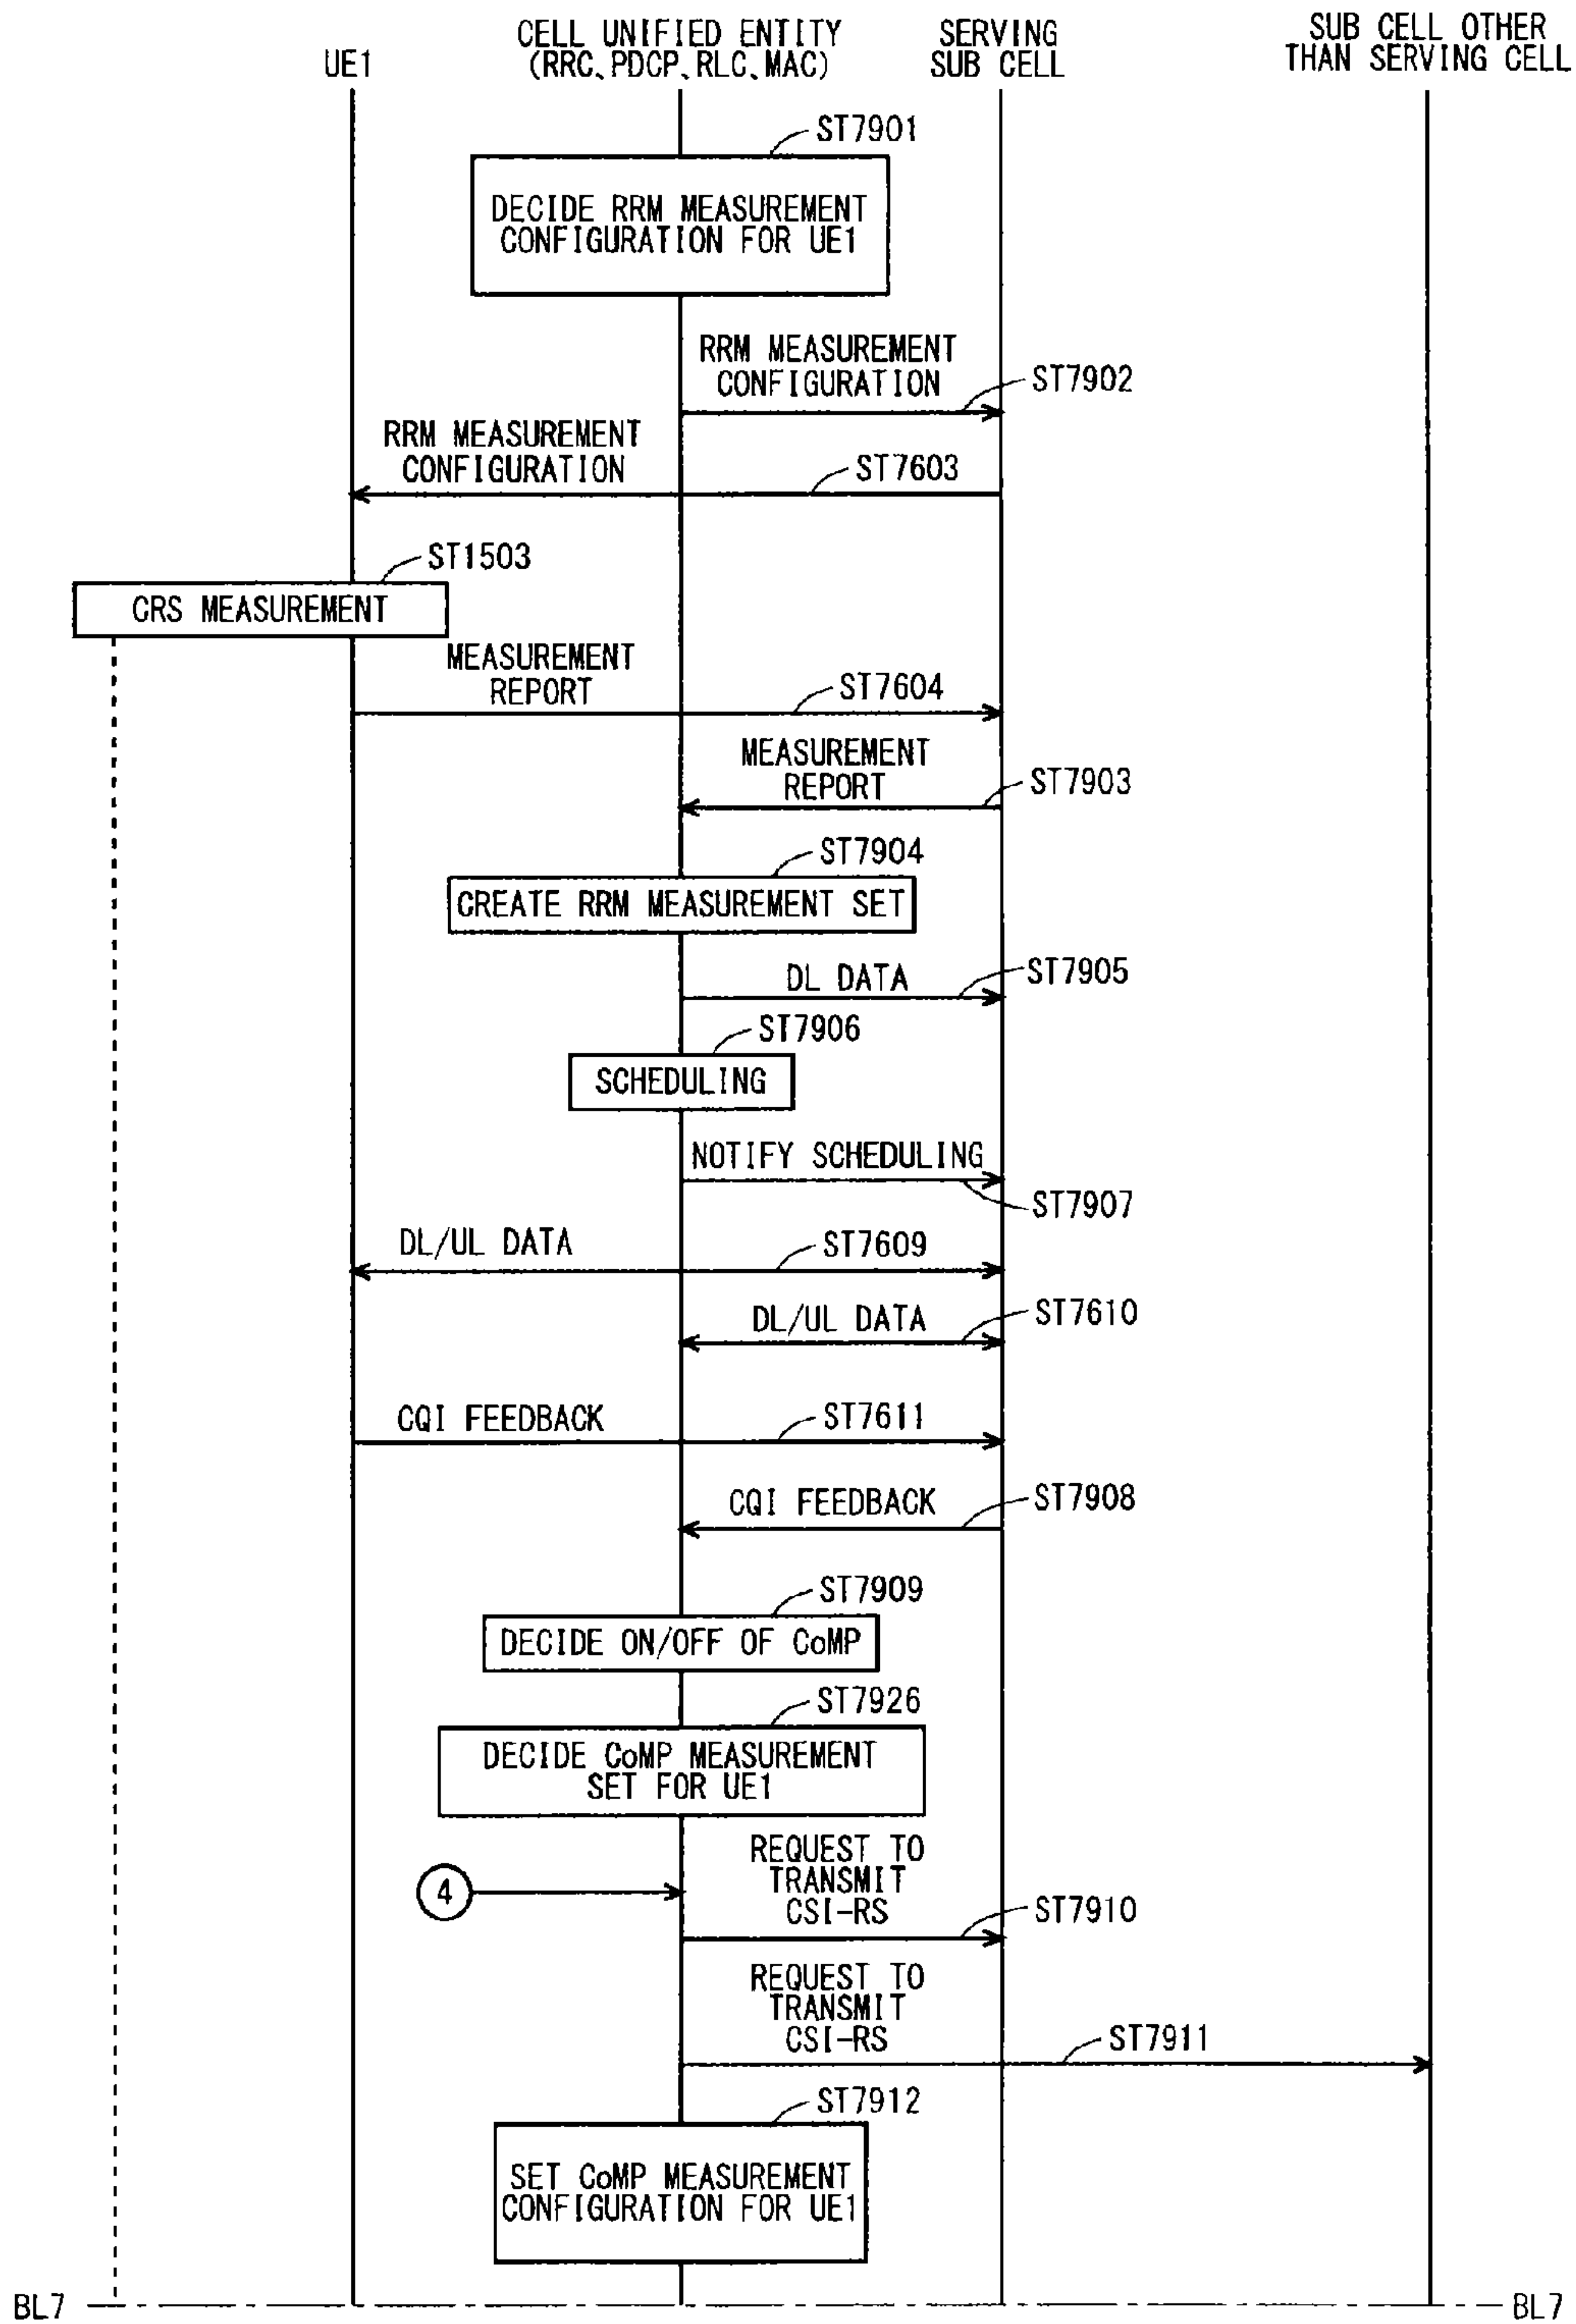 UE1
CELL UNIFIED ENTITY
(RRC、PDCP、RLC、MAC)
SERVING
SUB CELL
SUB CELL OTHER
THAN SERVING CELL
ST7901
DECIDE RRM MEASUREMENT
CONFIGURATION FOR UE1
RRM MEASUREMENT
CONFIGURATION
ST7902
RRM MEASUREMENT
CONFIGURATION
ST7603
ST1503
CRS MEASUREMENT
MEASUREMENT
REPORT
ST7604
MEASUREMENT
REPORT
ST7903
ST7904
CREATE RRM MEASUREMENT SET
DL DATA
ST7905
ST7906
SCHEDULING
NOTIFY SCHEDULING
ST7907
DL/UL DATA
ST7609
DL/UL DATA
ST7610
CQI FEEDBACK
ST7611
CQI FEEDBACK
ST7908
ST7909
DECIDE ON/OFF OF CoMP
ST7926
DECIDE CoMP MEASUREMENT
SET FOR UE1
REQUEST TO
TRANSMIT
CSI-RS
4
ST7910
REQUEST TO
TRANSMIT
CSI-RS
ST7911
ST7912
SET CoMP MEASUREMENT
CONFIGURATION FOR UE1
BL7
BL7